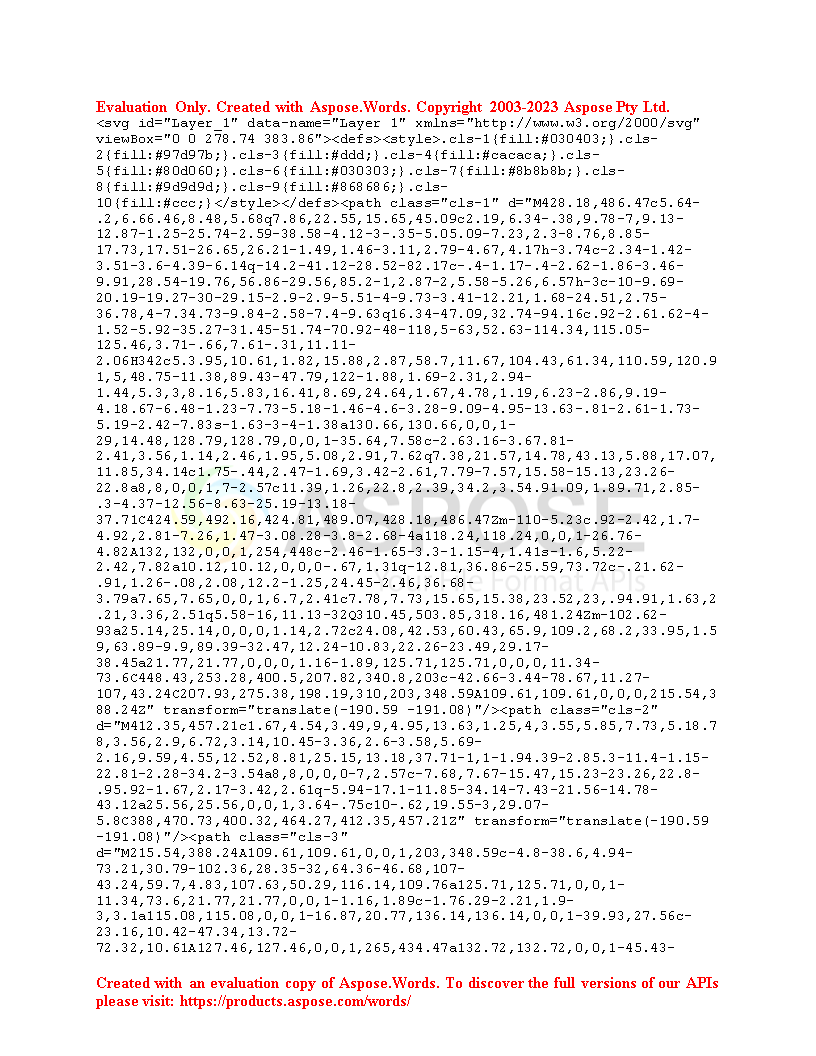 Evaluation Only. Created with Aspose.Words. Copyright 2003-2023 Aspose Pty Ltd.
<svg id="Layer_1" data-name="Layer 1" xmlns="http://www.w3.org/2000/svg"
viewBox="0 0 278.74 383.86"><defs><style>.cls-1{fill:#030403;}.cls-
2{fill:#97d97b;}.cls-3{fill:#ddd;}.cls-4{fill:#cacaca;}.cls-
5{fill:#80d060;}.cls-6{fill:#030303;}.cls-7{fill:#8b8b8b;}.cls-
8{fill:#9d9d9d;}.cls-9{fill:#868686;}.cls-
10{fill:#ccc;}</style></defs><path class="cls-1" d="M428.18,486.47c5.64-
.2,6.66.46,8.48,5.68q7.86,22.55,15.65,45.09c2.19,6.34-.38,9.78-7,9.13-
12.87-1.25-25.74-2.59-38.58-4.12-3-.35-5.05.09-7.23,2.3-8.76,8.85-
17.73,17.51-26.65,26.21-1.49,1.46-3.11,2.79-4.67,4.17h-3.74c-2.34-1.42-
3.51-3.6-4.39-6.14q-14.2-41.12-28.52-82.17c-.4-1.17-.4-2.62-1.86-3.46-
9.91,28.54-19.76,56.86-29.56,85.2-1,2.87-2,5.58-5.26,6.57h-3c-10-9.69-
20.19-19.27-30-29.15-2.9-2.9-5.51-4-9.73-3.41-12.21,1.68-24.51,2.75-
36.78,4-7.34.73-9.84-2.58-7.4-9.63q16.34-47.09,32.74-94.16c.92-2.61.62-4-
1.52-5.92-35.27-31.45-51.74-70.92-48-118,5-63,52.63-114.34,115.05-
125.46,3.71-.66,7.61-.31,11.11-
2.06H342c5.3.95,10.61,1.82,15.88,2.87,58.7,11.67,104.43,61.34,110.59,120.9
1,5,48.75-11.38,89.43-47.79,122-1.88,1.69-2.31,2.94-
1.44,5.3,3,8.16,5.83,16.41,8.69,24.64,1.67,4.78,1.19,6.23-2.86,9.19-
4.18.67-6.48-1.23-7.73-5.18-1.46-4.6-3.28-9.09-4.95-13.63-.81-2.61-1.73-
5.19-2.42-7.83s-1.63-3-4-1.38a130.66,130.66,0,0,1-
29,14.48,128.79,128.79,0,0,1-35.64,7.58c-2.63.16-3.67.81-
2.41,3.56,1.14,2.46,1.95,5.08,2.91,7.62q7.38,21.57,14.78,43.13,5.88,17.07,
11.85,34.14c1.75-.44,2.47-1.69,3.42-2.61,7.79-7.57,15.58-15.13,23.26-
22.8a8,8,0,0,1,7-2.57c11.39,1.26,22.8,2.39,34.2,3.54.91.09,1.89.71,2.85-
.3-4.37-12.56-8.63-25.19-13.18-
37.71C424.59,492.16,424.81,489.07,428.18,486.47Zm-110-5.23c.92-2.42,1.7-
4.92,2.81-7.26,1.47-3.08.28-3.8-2.68-4a118.24,118.24,0,0,1-26.76-
4.82A132,132,0,0,1,254,448c-2.46-1.65-3.3-1.15-4,1.41s-1.6,5.22-
2.42,7.82a10.12,10.12,0,0,0-.67,1.31q-12.81,36.86-25.59,73.72c-.21.62-
.91,1.26-.08,2.08,12.2-1.25,24.45-2.46,36.68-
3.79a7.65,7.65,0,0,1,6.7,2.41c7.78,7.73,15.65,15.38,23.52,23,.94.91,1.63,2
.21,3.36,2.51q5.58-16,11.13-32Q310.45,503.85,318.16,481.24Zm-102.62-
93a25.14,25.14,0,0,0,1.14,2.72c24.08,42.53,60.43,65.9,109.2,68.2,33.95,1.5
9,63.89-9.9,89.39-32.47,12.24-10.83,22.26-23.49,29.17-
38.45a21.77,21.77,0,0,0,1.16-1.89,125.71,125.71,0,0,0,11.34-
73.6C448.43,253.28,400.5,207.82,340.8,203c-42.66-3.44-78.67,11.27-
107,43.24C207.93,275.38,198.19,310,203,348.59A109.61,109.61,0,0,0,215.54,3
88.24Z" transform="translate(-190.59 -191.08)"/><path class="cls-2"
d="M412.35,457.21c1.67,4.54,3.49,9,4.95,13.63,1.25,4,3.55,5.85,7.73,5.18.7
8,3.56,2.9,6.72,3.14,10.45-3.36,2.6-3.58,5.69-
2.16,9.59,4.55,12.52,8.81,25.15,13.18,37.71-1,1-1.94.39-2.85.3-11.4-1.15-
22.81-2.28-34.2-3.54a8,8,0,0,0-7,2.57c-7.68,7.67-15.47,15.23-23.26,22.8-
.95.92-1.67,2.17-3.42,2.61q-5.94-17.1-11.85-34.14-7.43-21.56-14.78-
43.12a25.56,25.56,0,0,1,3.64-.75c10-.62,19.55-3,29.07-
5.8C388,470.73,400.32,464.27,412.35,457.21Z" transform="translate(-190.59
-191.08)"/><path class="cls-3"
d="M215.54,388.24A109.61,109.61,0,0,1,203,348.59c-4.8-38.6,4.94-
73.21,30.79-102.36,28.35-32,64.36-46.68,107-
43.24,59.7,4.83,107.63,50.29,116.14,109.76a125.71,125.71,0,0,1-
11.34,73.6,21.77,21.77,0,0,1-1.16,1.89c-1.76.29-2.21,1.9-
3,3.1a115.08,115.08,0,0,1-16.87,20.77,136.14,136.14,0,0,1-39.93,27.56c-
23.16,10.42-47.34,13.72-
72.32,10.61A127.46,127.46,0,0,1,265,434.47a132.72,132.72,0,0,1-45.43-
Created with an evaluation copy of Aspose.Words. To discover the full versions of our APIs
please visit: https://products.aspose.com/words/